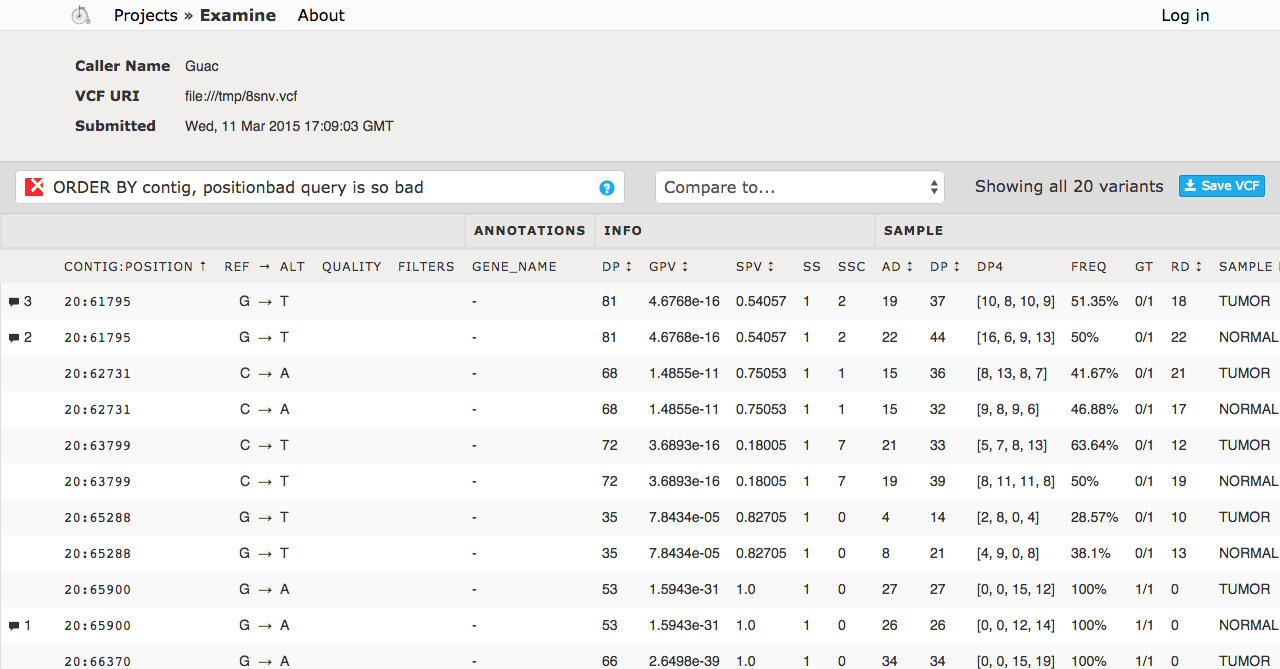 Projects » Examine About Log in
Caller Name Guac
VCF URI file:///tmp/8snv.vcf
Submitted Wed, 11 Mar 2015 17:09:03 GMT
ORDER BY contig, positionbad query is so bad ? Compare to... Showing all 20 variants Save VCF
ANNOTATIONS INFO SAMPLE
CONTIG:POSITION ↑ REF → ALT QUALITY FILTERS GENE_NAME DP ↕ GPV ↕ SPV ↕ SS SSC AD ↕ DP ↕ DP4 FREQ GT RD ↕ SAMPLE
3 20:61795 G → T - 81 4.6768e-16 0.54057 1 2 19 37 [10, 8, 10, 9] 51.35% 0/1 18 TUMOR
2 20:61795 G → T - 81 4.6768e-16 0.54057 1 2 22 44 [16, 6, 9, 13] 50% 0/1 22 NORMAL
20:62731 C → A - 68 1.4855e-11 0.75053 1 1 15 36 [8, 13, 8, 7] 41.67% 0/1 21 TUMOR
20:62731 C → A - 68 1.4855e-11 0.75053 1 1 15 32 [9, 8, 9, 6] 46.88% 0/1 17 NORMAL
20:63799 C → T - 72 3.6893e-16 0.18005 1 7 21 33 [5, 7, 8, 13] 63.64% 0/1 12 TUMOR
20:63799 C → T - 72 3.6893e-16 0.18005 1 7 19 39 [8, 11, 11, 8] 50% 0/1 19 NORMAL
20:65288 G → T - 35 7.8434e-05 0.82705 1 0 4 14 [2, 8, 0, 4] 28.57% 0/1 10 TUMOR
20:65288 G → T - 35 7.8434e-05 0.82705 1 0 8 21 [4, 9, 0, 8] 38.1% 0/1 13 NORMAL
20:65900 G → A - 53 1.5943e-31 1.0 1 0 27 27 [0, 0, 15, 12] 100% 1/1 0 TUMOR
1 20:65900 G → A - 53 1.5943e-31 1.0 1 0 26 26 [0, 0, 12, 14] 100% 1/1 0 NORMAL
20:66370 G → A - 66 2.6498e-39 1.0 1 0 34 34 [0, 0, 15, 19] 100% 1/1 0 TUMOR